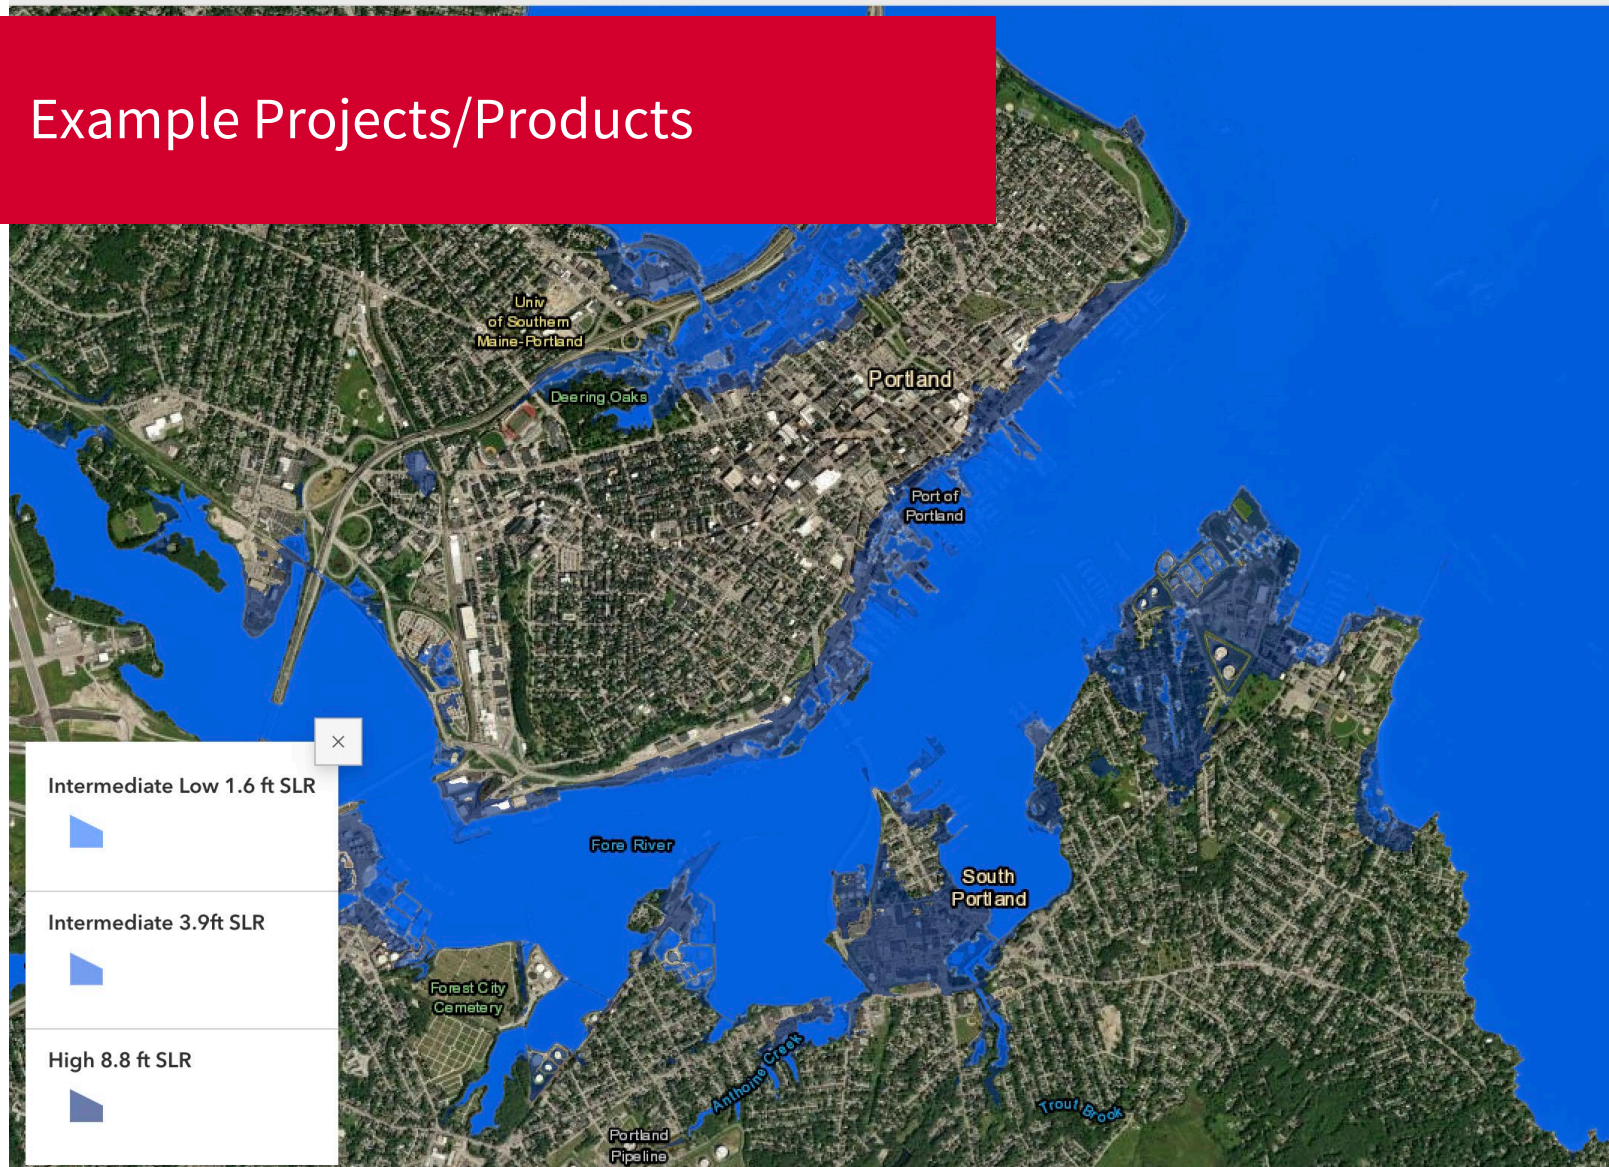 Example Projects/Products
Univ
of Southern
Maine-Portland
Portland
Deering Oaks
Port of
Portland
Intermediate Low 1.6 ft SLR
Intermediate 3.9ft SLR
High 8.8 ft SLR
Fore River
South
Portland
Forest City
Cemetery
Anthoine Creek
Trout Brook
Portland
Pipeline